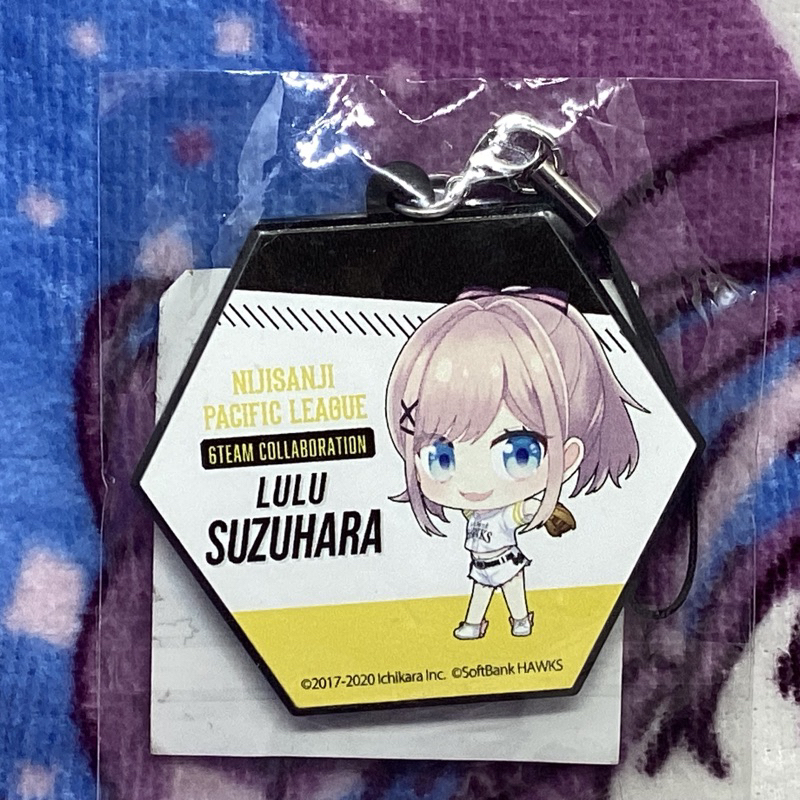 NIJISANJI
PACIFIC LEAGUE
6TEAM COLLABORATION
LULU
SUZUHARA
©2017-2020 Ichikara Inc. ©SoftBank HAWKS